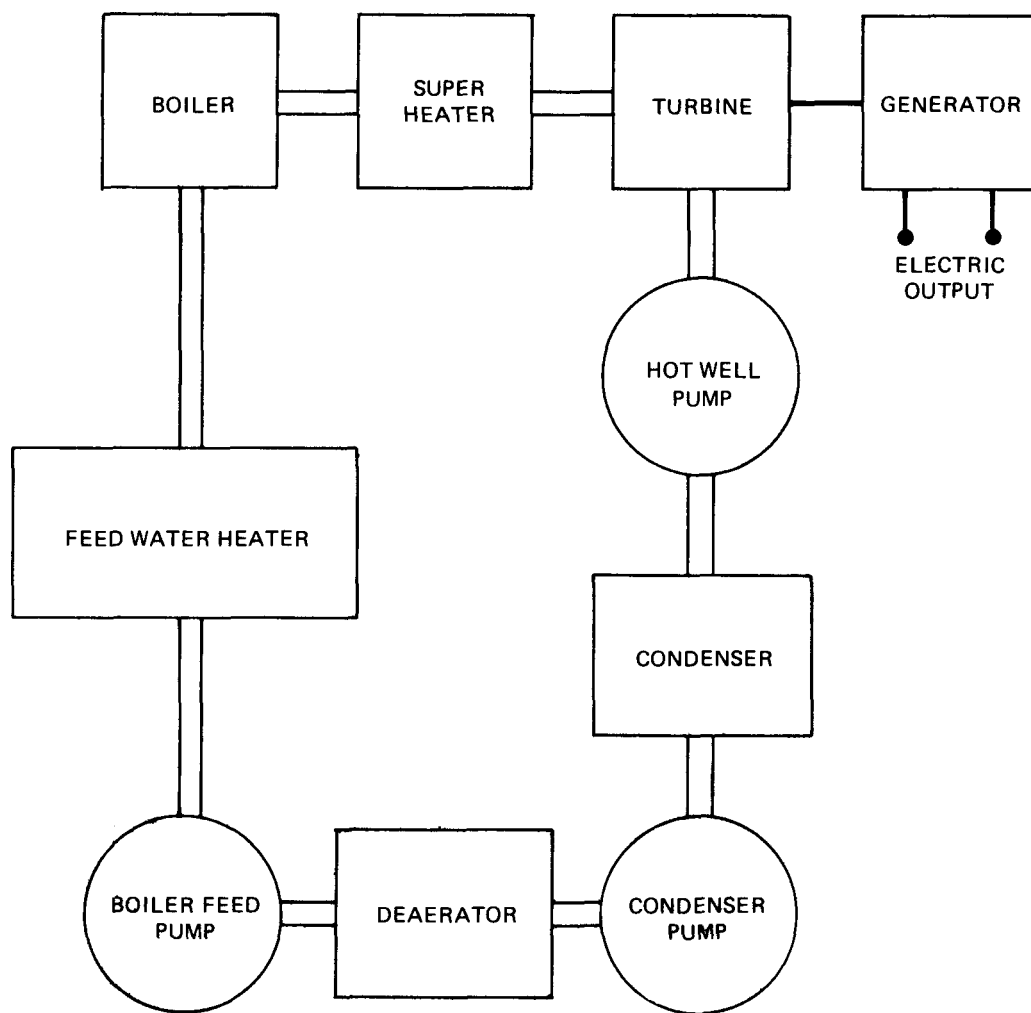 BOILER
SUPER
HEATER
TURBINE
GENERATOR
ELECTRIC
OUTPUT
HOT WELL
PUMP
FEED WATER HEATER
CONDENSER
BOILER FEED
PUMP
DEAERATOR
CONDENSER
PUMP